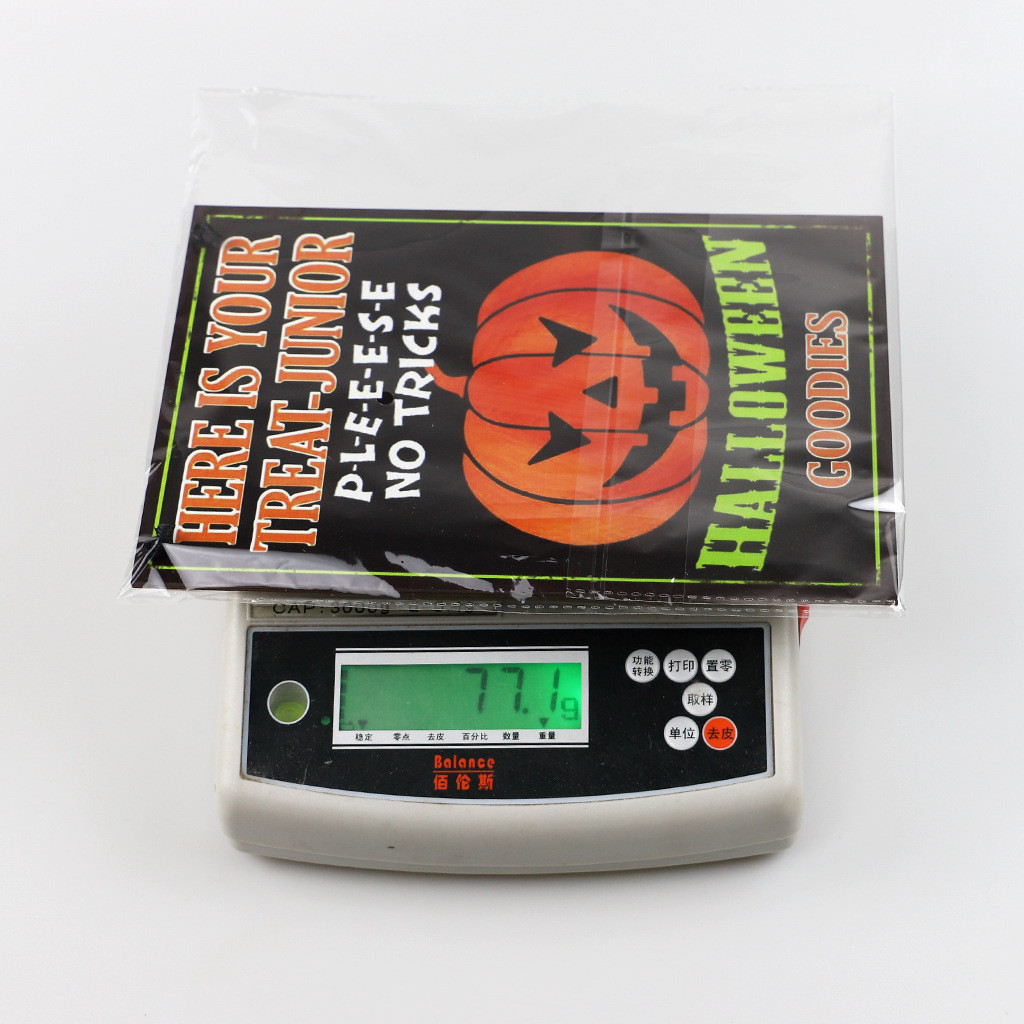 HERE IS YOUR
TREAT-JUNIOR
P-L-E-E-E-S-E
NO TRICKS
HALLOWEEN
GOODIES
CAP: 3000g
77.1g
稳定 零点 去皮 百分比 数量 重量
Balance
佰伦斯
功能转换 打印 置零
取样
单位 去皮